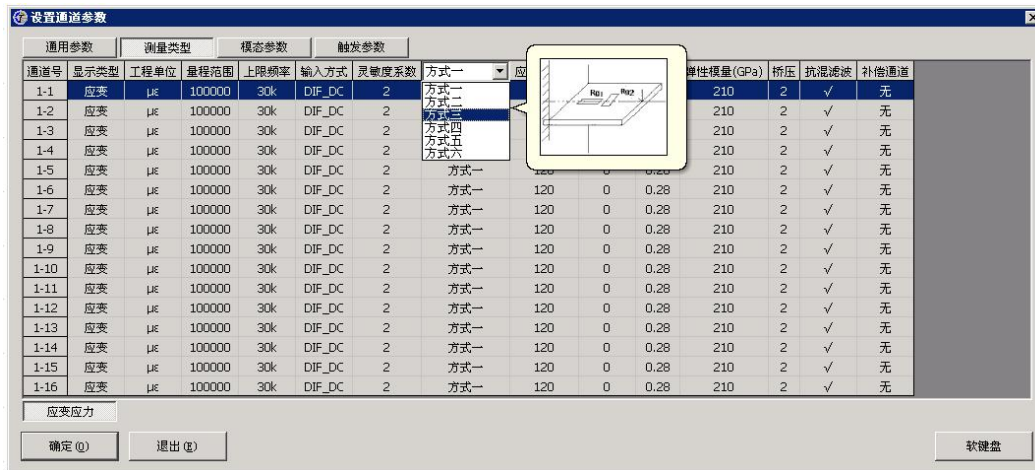 设置通道参数
通用参数 测量类型 模态参数 触发参数
通道号 显示类型 工程单位 量程范围 上限频率 输入方式 灵敏度系数 方式一 应 弹性模量(GPa) 桥压 抗混滤波 补偿通道
1-1 应变 με 100000 30k DIF_DC 2 方式一 210 2 √ 无
1-2 应变 με 100000 30k DIF_DC 2 方式二 210 2 √ 无
方式三
1-3 应变 με 100000 30k DIF_DC 2 方式四 210 2 √ 无
方式五
1-4 应变 με 100000 30k DIF_DC 2 方式六 210 2 √ 无
R01 R02
1-5 应变 με 100000 30k DIF_DC 2 方式一 120 0 0.28 210 2 √ 无
1-6 应变 με 100000 30k DIF_DC 2 方式一 120 0 0.28 210 2 √ 无
1-7 应变 με 100000 30k DIF_DC 2 方式一 120 0 0.28 210 2 √ 无
1-8 应变 με 100000 30k DIF_DC 2 方式一 120 0 0.28 210 2 √ 无
1-9 应变 με 100000 30k DIF_DC 2 方式一 120 0 0.28 210 2 √ 无
1-10 应变 με 100000 30k DIF_DC 2 方式一 120 0 0.28 210 2 √ 无
1-11 应变 με 100000 30k DIF_DC 2 方式一 120 0 0.28 210 2 √ 无
1-12 应变 με 100000 30k DIF_DC 2 方式一 120 0 0.28 210 2 √ 无
1-13 应变 με 100000 30k DIF_DC 2 方式一 120 0 0.28 210 2 √ 无
1-14 应变 με 100000 30k DIF_DC 2 方式一 120 0 0.28 210 2 √ 无
1-15 应变 με 100000 30k DIF_DC 2 方式一 120 0 0.28 210 2 √ 无
1-16 应变 με 100000 30k DIF_DC 2 方式一 120 0 0.28 210 2 √ 无
应变应力
确定(O) 退出(E) 软键盘